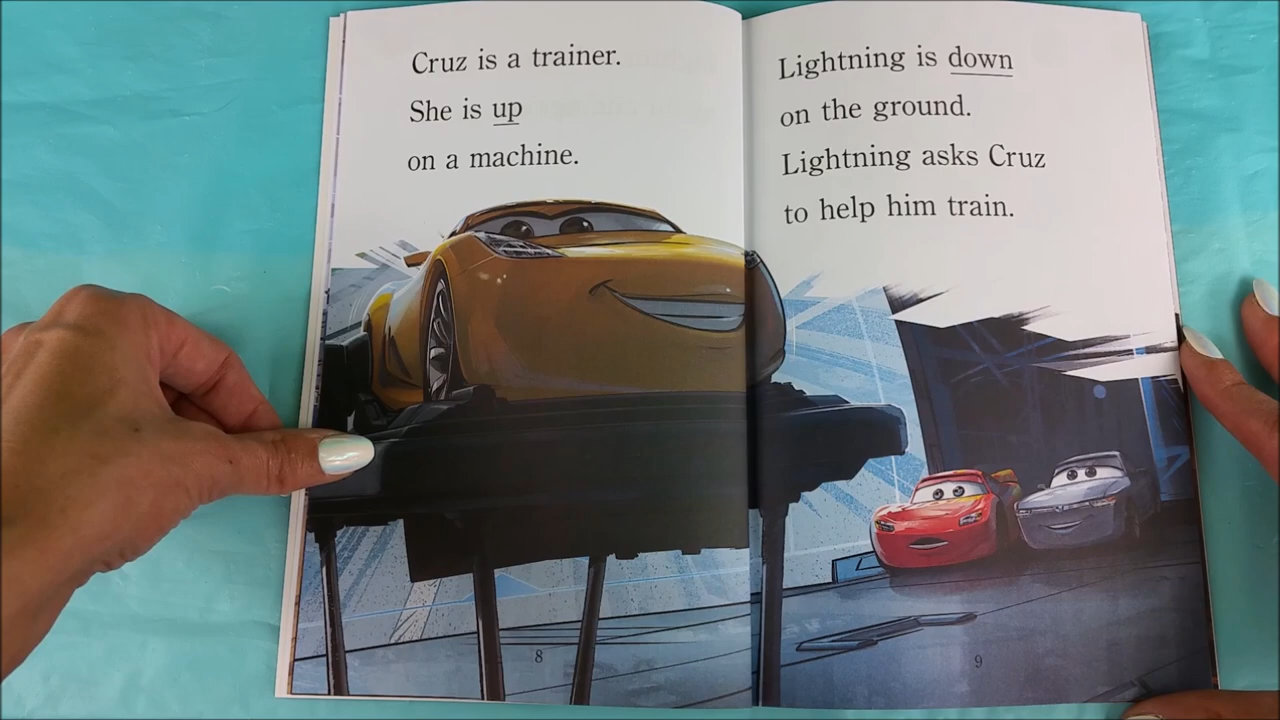 Cruz is a trainer.
She is up
on a machine.
8
Lightning is down
on the ground.
Lightning asks Cruz
to help him train.
9